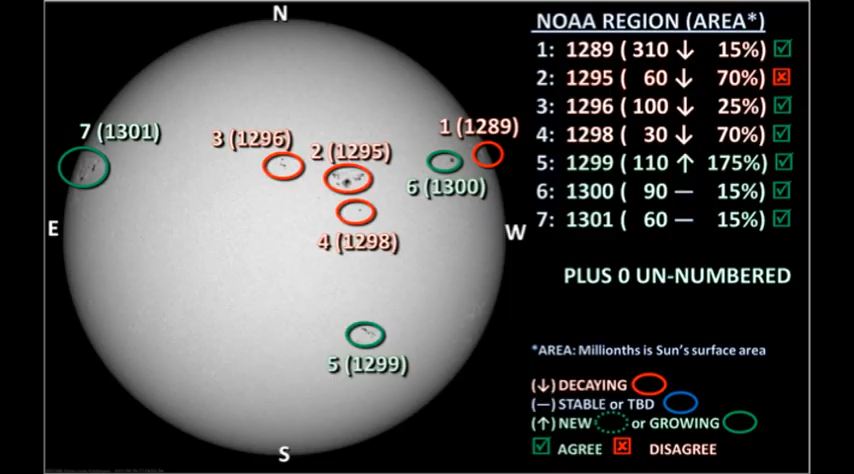 N
NOAA REGION (AREA*)
1: 1289 ( 310 ↓ 15%) ☑
2: 1295 ( 60 ↓ 70%) ☒
3: 1296 ( 100 ↓ 25%) ☑
4: 1298 ( 30 ↓ 70%) ☑
5: 1299 ( 110 ↑ 175%) ☑
6: 1300 ( 90 — 15%) ☑
7: 1301 ( 60 — 15%) ☑
PLUS 0 UN-NUMBERED
7 (1301)
3 (1296)
2 (1295)
1 (1289)
6 (1300)
4 (1298)
E
W
5 (1299)
S
*AREA: Millionths is Sun's surface area
(↓) DECAYING
(—) STABLE or TBD
(↑) NEW or GROWING
☑ AGREE ☒ DISAGREE